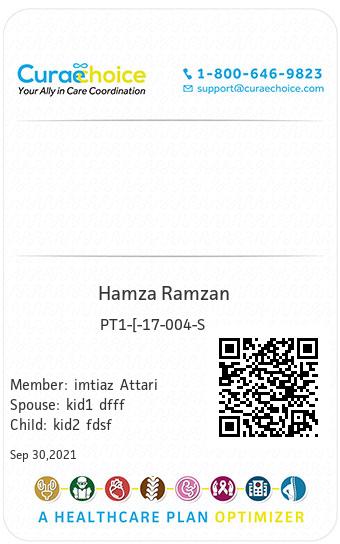 Curaechoice
Your Ally in Care Coordination
1-800-646-9823
support@curaechoice.com
Hamza Ramzan
PT1-[-17-004-S
Member: imtiaz Attari
Spouse: kid1 dfff
Child: kid2 fdsf
Sep 30,2021
A HEALTHCARE PLAN OPTIMIZER